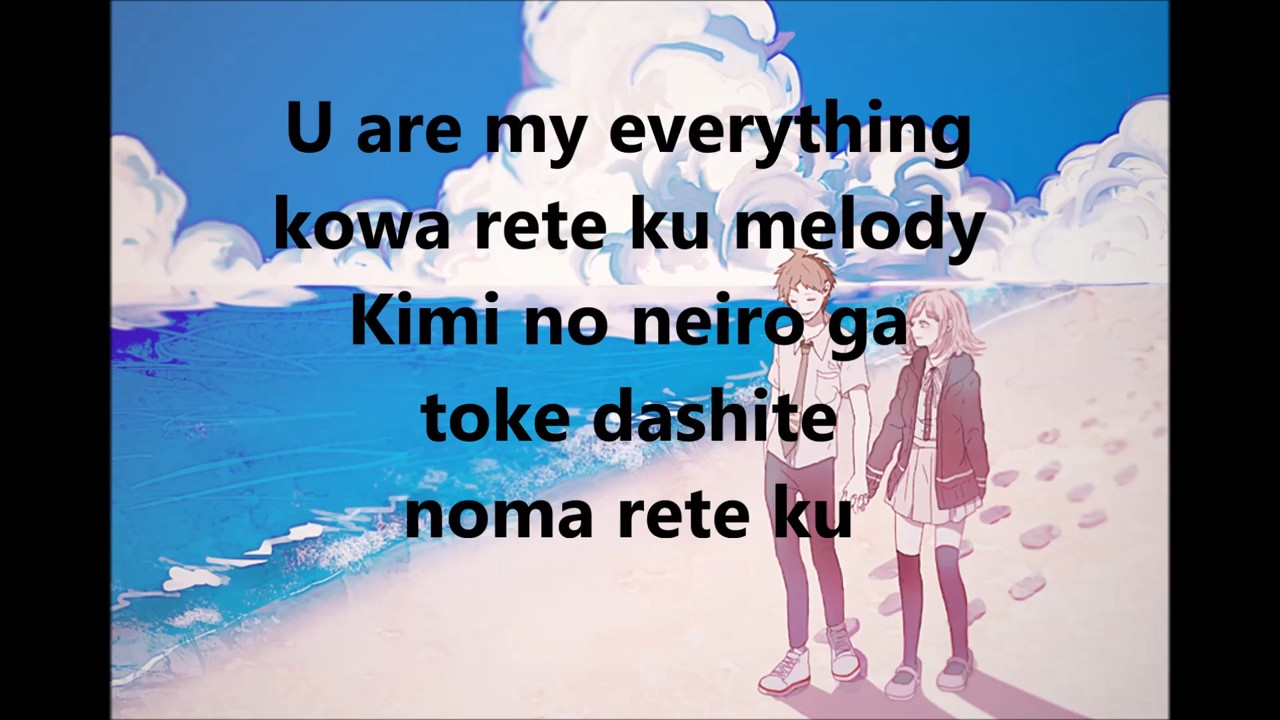 U are my everything
kowa rete ku melody
Kimi no neiro ga
toke dashite
noma rete ku